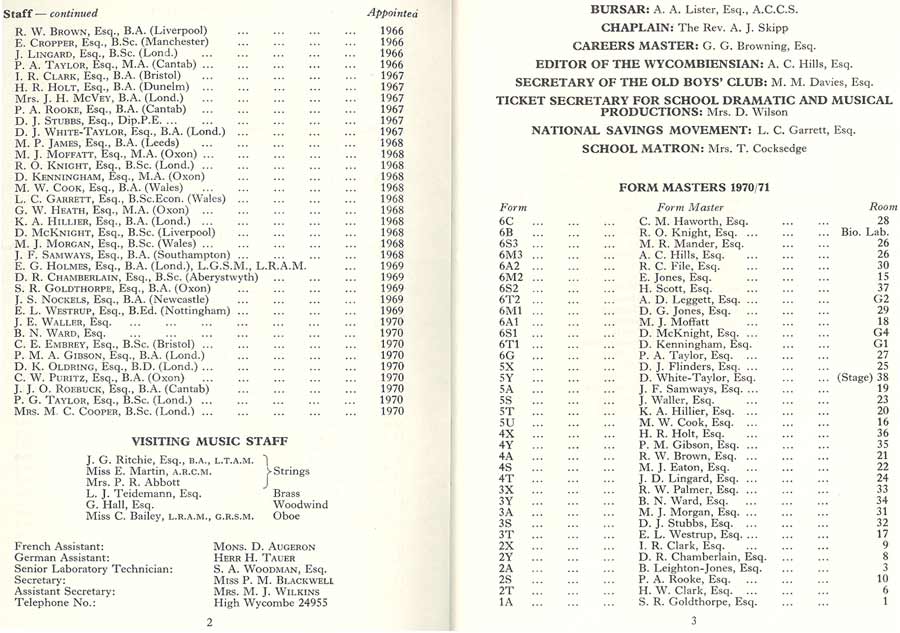 Staff — continued Appointed
R. W. Brown, Esq., B.A. (Liverpool) ... ... ... ... 1966
E. Cropper, Esq., B.Sc. (Manchester) ... ... ... ... 1966
J. Lingard, Esq., B.Sc. (Lond.) ... ... ... ... 1966
P. A. Taylor, Esq., M.A. (Cantab) ... ... ... ... 1966
I. R. Clark, Esq., B.A. (Bristol) ... ... ... ... 1967
H. R. Holt, Esq., B.A. (Dunelm) ... ... ... ... 1967
Mrs. J. H. McVey, B.A. (Lond.) ... ... ... ... 1967
P. A. Rooke, Esq., B.A. (Cantab) ... ... ... ... 1967
D. J. Stubbs, Esq., Dip.P.E. ... ... ... ... ... 1967
D. J. White-Taylor, Esq., B.A. (Lond.) ... ... ... ... 1967
M. P. James, Esq., B.A. (Leeds) ... ... ... ... 1968
M. J. Moffatt, Esq., M.A. (Oxon) ... ... ... ... 1968
R. O. Knight, Esq., B.Sc. (Lond.) ... ... ... ... 1968
D. Kenningham, Esq., M.A. (Oxon) ... ... ... ... 1968
M. W. Cook, Esq., B.A. (Wales) ... ... ... ... 1968
L. C. Garrett, Esq., B.Sc.Econ. (Wales) ... ... ... ... 1968
G. W. Heath, Esq., M.A. (Oxon) ... ... ... ... 1968
K. A. Hillier, Esq., B.A. (Lond.) ... ... ... ... 1968
D. McKnight, Esq., B.Sc. (Liverpool) ... ... ... ... 1968
M. J. Morgan, Esq., B.Sc. (Wales) ... ... ... ... 1968
J. F. Samways, Esq., B.A. (Southampton) ... ... ... ... 1968
E. G. Holmes, Esq., B.A. (Lond.), L.G.S.M., L.R.A.M. ... 1969
D. R. Chamberlain, Esq., B.Sc. (Aberystwyth) ... ... ... 1969
S. R. Goldthorpe, Esq., B.A. (Oxon) ... ... ... ... 1969
J. S. Nockels, Esq., B.A. (Newcastle) ... ... ... ... 1969
E. L. Westrup, Esq., B.Ed. (Nottingham) ... ... ... ... 1969
J. E. Waller, Esq. ... ... ... ... ... ... 1970
B. N. Ward, Esq. ... ... ... ... ... ... 1970
C. E. Embrey, Esq., B.Sc. (Bristol) ... ... ... ... 1970
P. M. A. Gibson, Esq., B.A. (Lond.) ... ... ... ... 1970
D. K. Oldring, Esq., B.D. (Lond.) ... ... ... ... 1970
C. W. Puritz, Esq., B.A. (Oxon) ... ... ... ... 1970
J. J. O. Roebuck, Esq., B.A. (Cantab) ... ... ... ... 1970
P. G. Taylor, Esq., B.Sc. (Lond.) ... ... ... ... 1970
Mrs. M. C. Cooper, B.Sc. (Lond.) ... ... ... ... 1970
VISITING MUSIC STAFF
J. G. Ritchie, Esq., B.A., L.T.A.M.
Miss E. Martin, A.R.C.M. Strings
Mrs. P. R. Abbott
L. J. Teidemann, Esq. Brass
G. Hall, Esq. Woodwind
Miss C. Bailey, L.R.A.M., G.R.S.M. Oboe
French Assistant: Mons. D. Augeron
German Assistant: Herr H. Tauer
Senior Laboratory Technician: S. A. Woodman, Esq.
Secretary: Miss P. M. Blackwell
Assistant Secretary: Mrs. M. J. Wilkins
Telephone No.: High Wycombe 24955
2
BURSAR: A. A. Lister, Esq., A.C.C.S.
CHAPLAIN: The Rev. A. J. Skipp
CAREERS MASTER: G. G. Browning, Esq.
EDITOR OF THE WYCOMBIENSIAN: A. C. Hills, Esq.
SECRETARY OF THE OLD BOYS' CLUB: M. M. Davies, Esq.
TICKET SECRETARY FOR SCHOOL DRAMATIC AND MUSICAL
PRODUCTIONS: Mrs. D. Wilson
NATIONAL SAVINGS MOVEMENT: L. C. Garrett, Esq.
SCHOOL MATRON: Mrs. T. Cocksedge
FORM MASTERS 1970/71
Form Form Master Room
6C ... ... ... C. M. Haworth, Esq. ... ... 28
6B ... ... ... R. O. Knight, Esq. ... ... ... Bio. Lab.
6S3 ... ... ... M. R. Mander, Esq. ... ... 26
6M3 ... ... ... A. C. Hills, Esq. ... ... 26
6A2 ... ... ... R. C. File, Esq. ... ... 30
6M2 ... ... ... E. Jones, Esq. ... ... 15
6S2 ... ... ... H. Scott, Esq. ... ... 37
6T2 ... ... ... A. D. Leggett, Esq. ... ... ... G2
6M1 ... ... ... D. G. Jones, Esq. ... ... 29
6A1 ... ... ... M. J. Moffatt ... ... 18
6S1 ... ... ... D. McKnight, Esq. ... ... ... G4
6T1 ... ... ... D. Kenningham, Esq. ... ... G1
6G ... ... ... P. A. Taylor, Esq. ... ... ... 27
5X ... ... ... D. J. Flinders, Esq. ... ... ... 25
5Y ... ... ... D. White-Taylor, Esq. ... (Stage) 38
5A ... ... ... J. F. Samways, Esq. ... ... ... 19
5S ... ... ... J. Waller, Esq. ... ... 23
5T ... ... ... K. A. Hillier, Esq. ... ... ... 20
5U ... ... ... M. W. Cook, Esq. ... ... ... 16
4X ... ... ... H. R. Holt, Esq. ... ... 36
4Y ... ... ... P. M. Gibson, Esq. ... ... ... 35
4A ... ... ... R. W. Brown, Esq. ... ... ... 21
4S ... ... ... M. J. Eaton, Esq. ... ... ... 22
4T ... ... ... J. D. Lingard, Esq. ... ... ... 24
3X ... ... ... R. W. Palmer, Esq. ... ... ... 33
3Y ... ... ... B. N. Ward, Esq. ... ... ... 34
3A ... ... ... M. J. Morgan, Esq. ... ... ... 31
3S ... ... ... D. J. Stubbs, Esq. ... ... ... 32
3T ... ... ... E. L. Westrup, Esq. ... ... ... 17
2X ... ... ... I. R. Clark, Esq. ... ... 9
2Y ... ... ... D. R. Chamberlain, Esq. ... ... 8
2A ... ... ... B. Leighton-Jones, Esq. ... ... 3
2S ... ... ... P. A. Rooke, Esq. ... ... ... 10
2T ... ... ... H. W. Clark, Esq. ... ... ... 6
1A ... ... ... S. R. Goldthorpe, Esq. ... ... 1
3